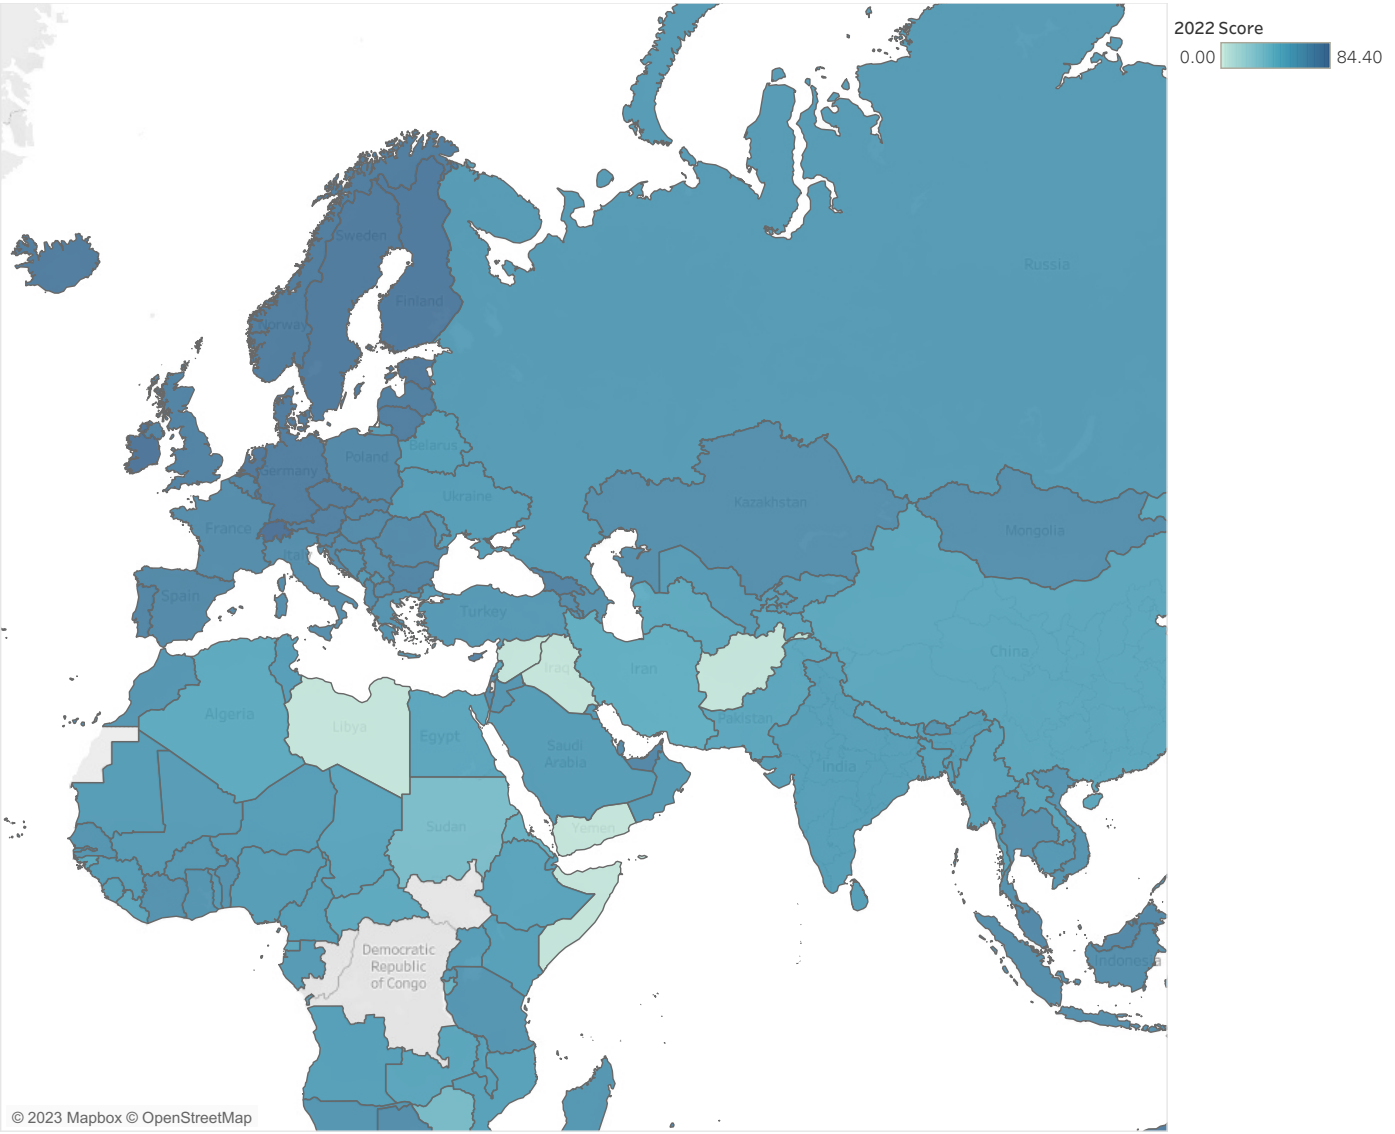 2022 Score
0.00
84.40
Sweden
Finland
Norway
Russia
Belarus
Poland
Germany
Ukraine
Kazakhstan
France
Mongolia
Italy
Spain
Turkey
China
Iraq
Iran
Algeria
Libya
Egypt
Pakistan
Saudi
Arabia
India
Sudan
Yemen
Democratic
Republic
of Congo
Indonesia
© 2023 Mapbox © OpenStreetMap